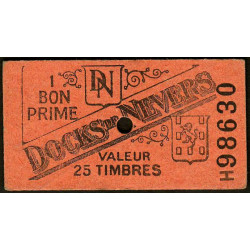 1
BON
PRIME
DN
DOCKS DE NEVERS
VALEUR
25 TIMBRES
H98630